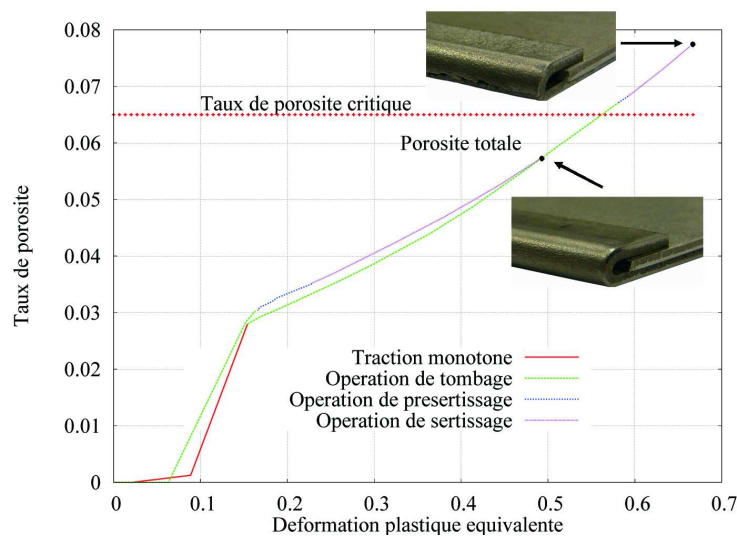 0.08
0.07
0.06
0.05
0.04
0.03
0.02
0.01
0
Taux de porosite
Taux de porosite critique
Porosite totale
Traction monotone
Operation de tombage
Operation de presertissage
Operation de sertissage
0 0.1 0.2 0.3 0.4 0.5 0.6 0.7
Deformation plastique equivalente